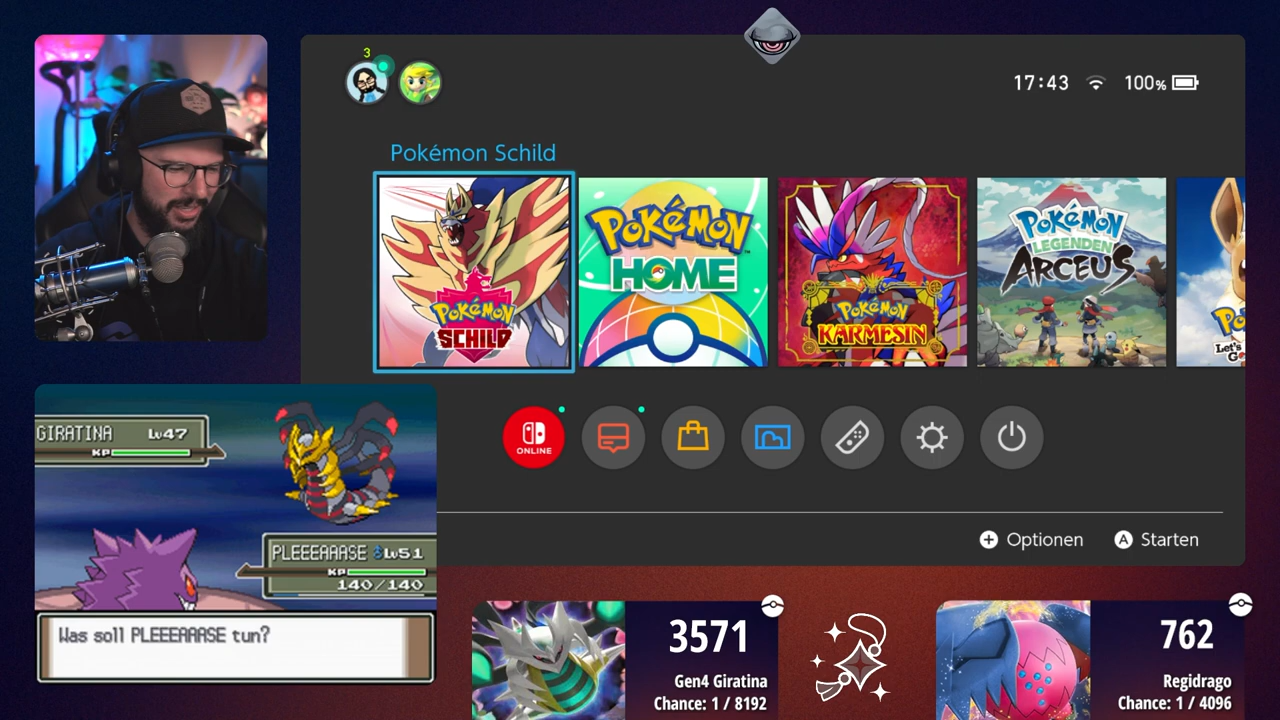 3
17:43
100%
Pokémon Schild
POKÉMON
SCHILD
POKÉMON
HOME
POKÉMON
KARMESIN
POKÉMON
LEGENDEN
ARCEUS
Let's
ONLINE
GIRATINA Lv47
KP
PLEEEAAASE ♂Lv51
KP
140/140
Was soll PLEEEAAASE tun?
+ Optionen
A Starten
3571
Gen4 Giratina
Chance: 1 / 8192
762
Regidrago
Chance: 1 / 4096